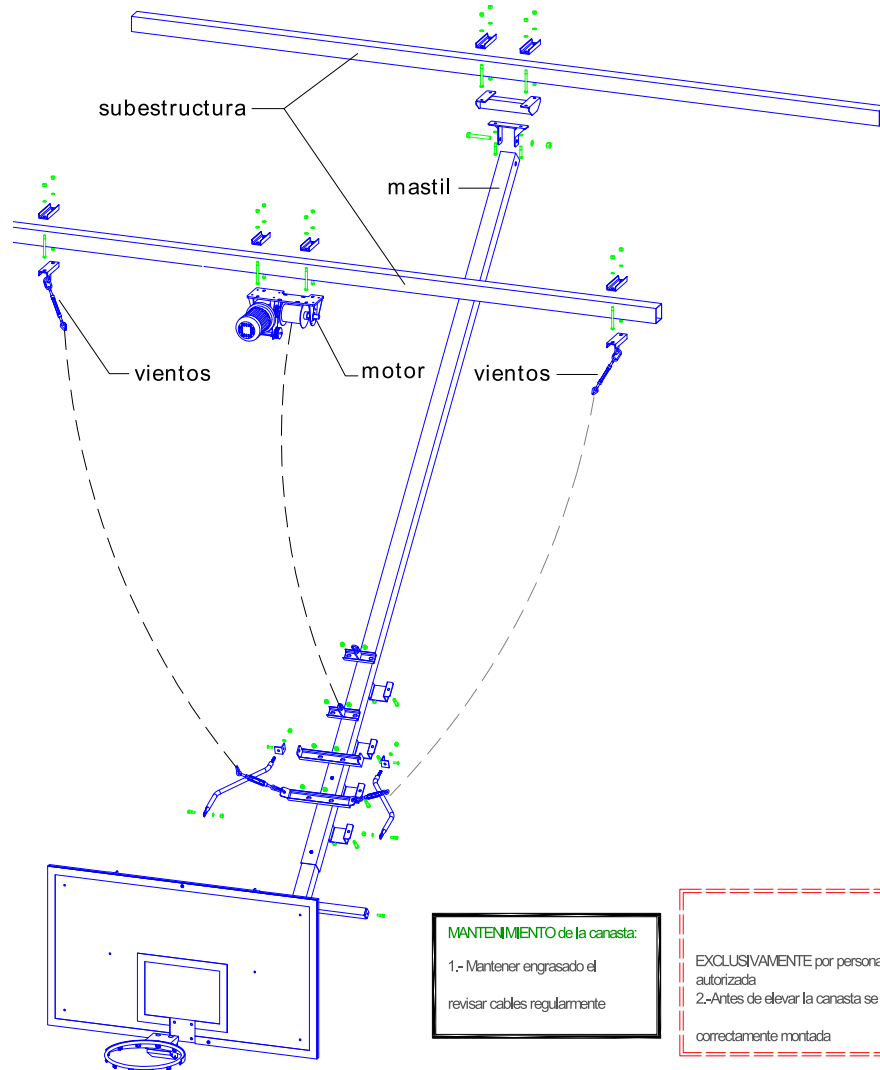 subestructura
mastil
vientos
motor
vientos
MANTENIMIENTO de la canasta:
1.- Mantener engrasado el
revisar cables regularmente
EXCLUSIVAMENTE por persona
autorizada
2.-Antes de elevar la canasta se
correctamente montada